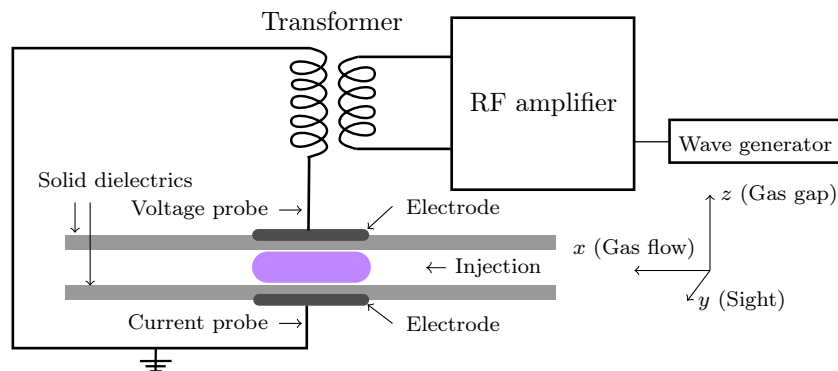 Transformer
RF amplifier
Wave generator
Solid dielectrics
Voltage probe
Electrode
z (Gas gap)
x (Gas flow)
← Injection
y (Sight)
Current probe
Electrode